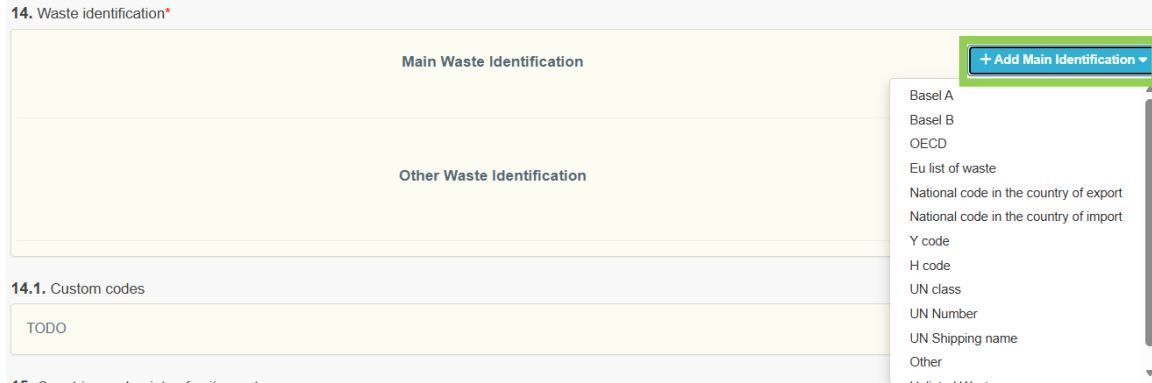 14. Waste identification*
Main Waste Identification
+ Add Main Identification
Basel A
Basel B
OECD
Eu list of waste
National code in the country of export
National code in the country of import
Y code
H code
UN class
UN Number
UN Shipping name
Other
Other Waste Identification
14.1. Custom codes
TODO